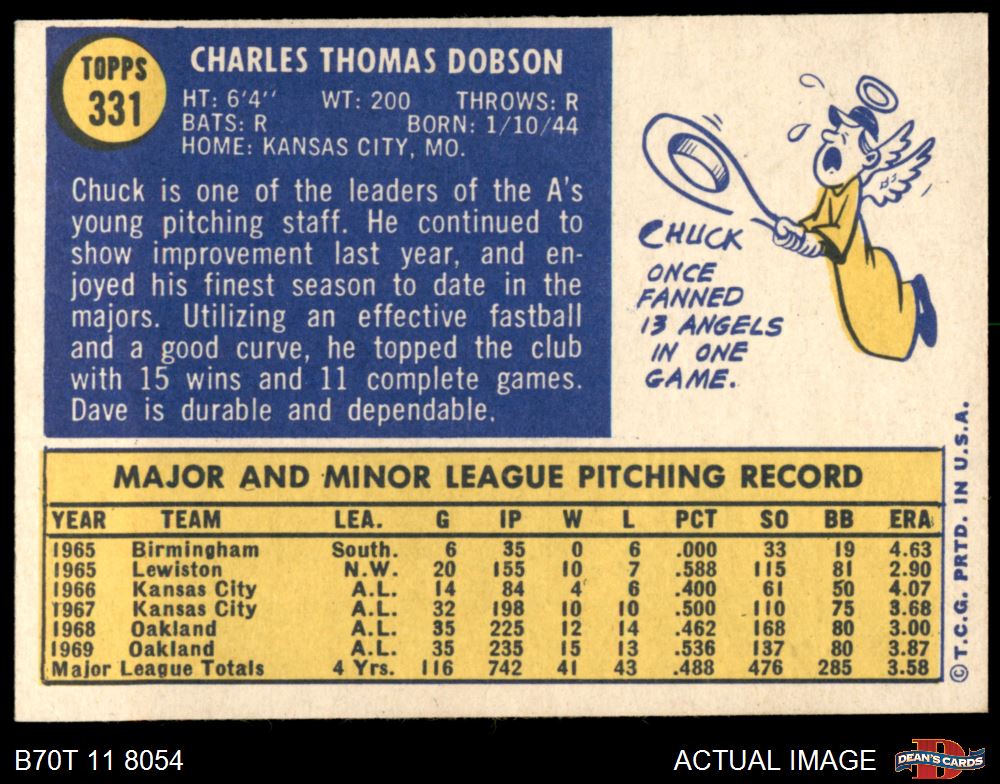 TOPPS
331
CHARLES THOMAS DOBSON
HT: 6'4'' WT: 200 THROWS: R
BATS: R BORN: 1/10/44
HOME: KANSAS CITY, MO.
Chuck is one of the leaders of the A's
young pitching staff. He continued to
show improvement last year, and en-
joyed his finest season to date in the
majors. Utilizing an effective fastball
and a good curve, he topped the club
with 15 wins and 11 complete games.
Dave is durable and dependable.
CHUCK
ONCE
FANNED
13 ANGELS
IN ONE
GAME.
MAJOR AND MINOR LEAGUE PITCHING RECORD
YEAR TEAM LEA. G IP W L PCT SO BB ERA
1965 Birmingham South. 6 35 0 6 .000 33 19 4.63
1965 Lewiston N.W. 20 155 10 7 .588 115 81 2.90
1966 Kansas City A.L. 14 84 4 6 .400 61 50 4.07
1967 Kansas City A.L. 32 198 10 10 .500 110 75 3.68
1968 Oakland A.L. 35 225 12 14 .462 168 80 3.00
1969 Oakland A.L. 35 235 15 13 .536 137 80 3.87
Major League Totals 4 Yrs. 116 742 41 43 .488 476 285 3.58
© T.C.G. PRTD. IN U.S.A.
B70T 11 8054
ACTUAL IMAGE
DEAN'S CARDS